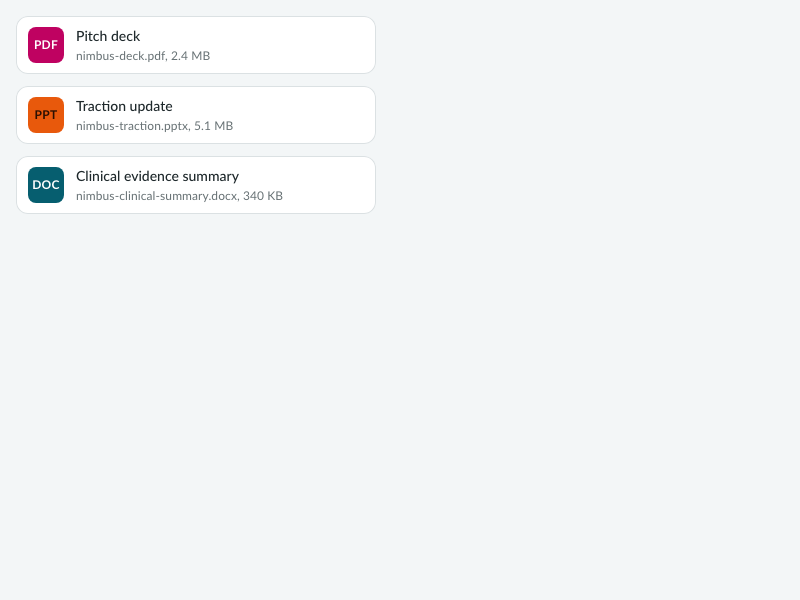 PDF
Pitch deck
nimbus-deck.pdf, 2.4 MB
PPT
Traction update
nimbus-traction.pptx, 5.1 MB
DOC
Clinical evidence summary
nimbus-clinical-summary.docx, 340 KB